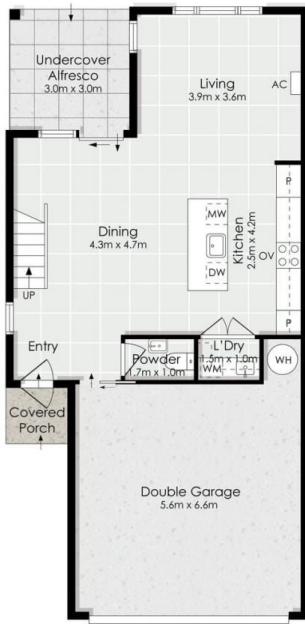 Undercover
Alfresco
3.0m x 3.0m
Living
3.9m x 3.6m
AC
P
MW
Dining
4.3m x 4.7m
Kitchen
2.5m x 4.2m
OV
DW
UP
P
Entry
Powder
1.7m x 1.0m
L'Dry
1.5m x 1.0m
WM
WH
Covered
Porch
Double Garage
5.6m x 6.6m